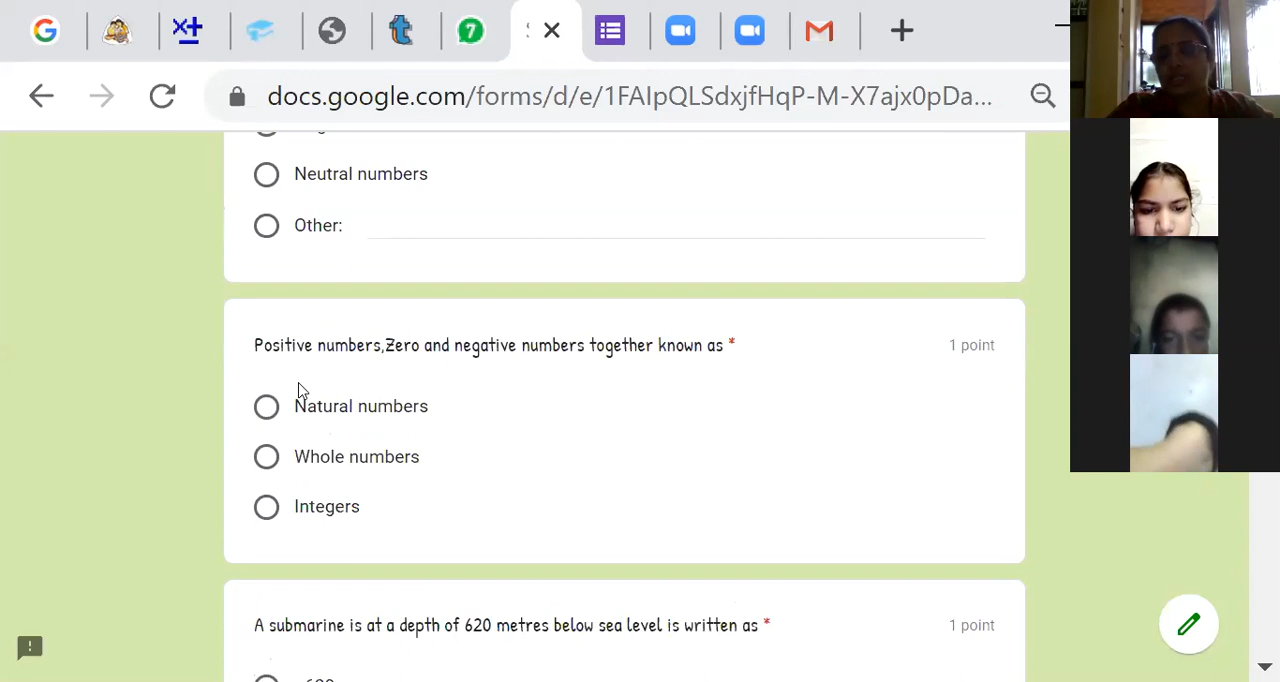 7
docs.google.com/forms/d/e/1FAIpQLSdxjfHqP-M-X7ajx0pDa...
Neutral numbers
Other:
Positive numbers,Zero and negative numbers together known as *
1 point
Natural numbers
Whole numbers
Integers
A submarine is at a depth of 620 metres below sea level is written as *
1 point